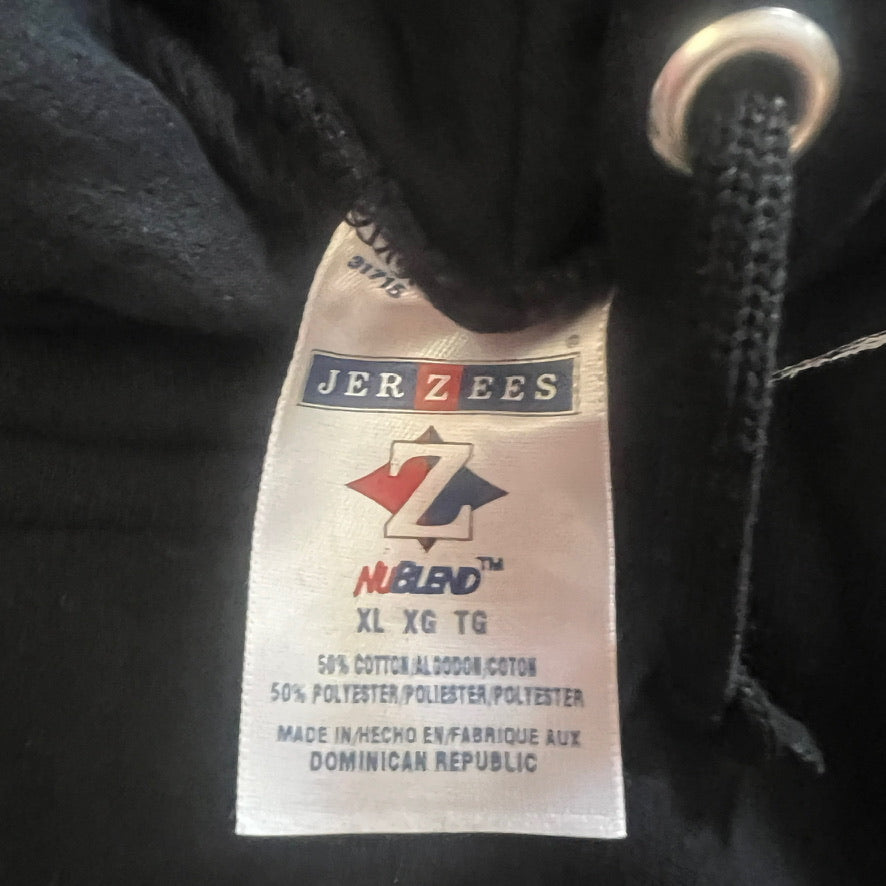 31715
JERZEES®
Z
NUBLEND™
XL XG TG
50% COTTON/ALGODON/COTON
50% POLYESTER/POLIESTER/POLYESTER
MADE IN/HECHO EN/FABRIQUE AUX
DOMINICAN REPUBLIC